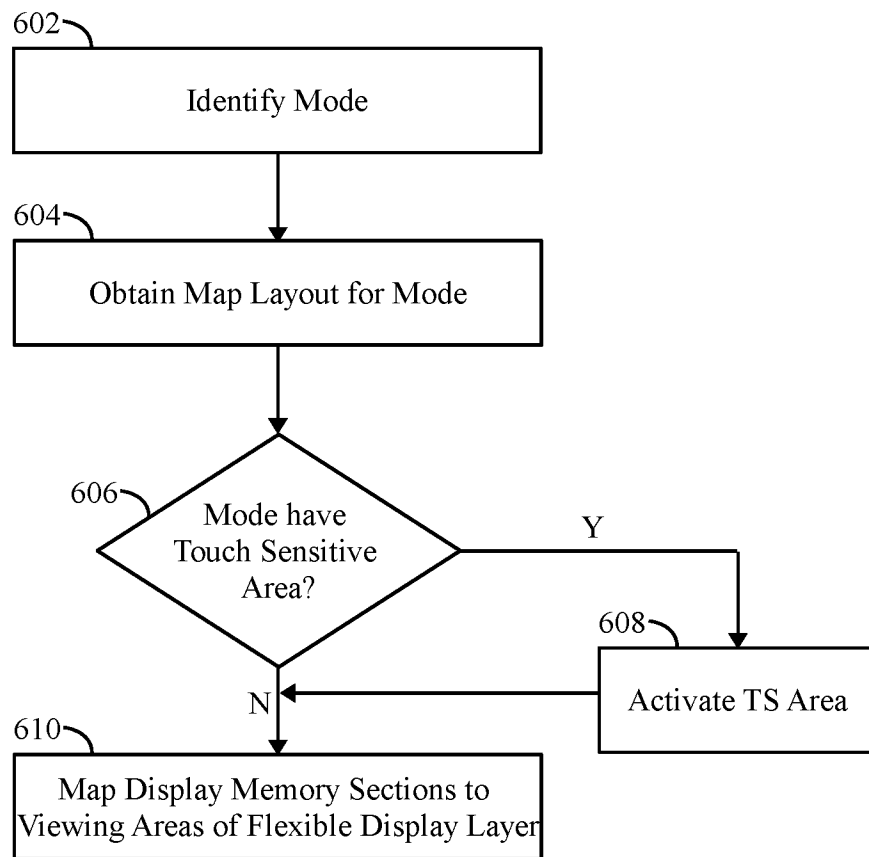 602
Identify Mode
604
Obtain Map Layout for Mode
606
Mode have
Touch Sensitive
Area?
Y
608
Activate TS Area
N
610
Map Display Memory Sections to
Viewing Areas of Flexible Display Layer